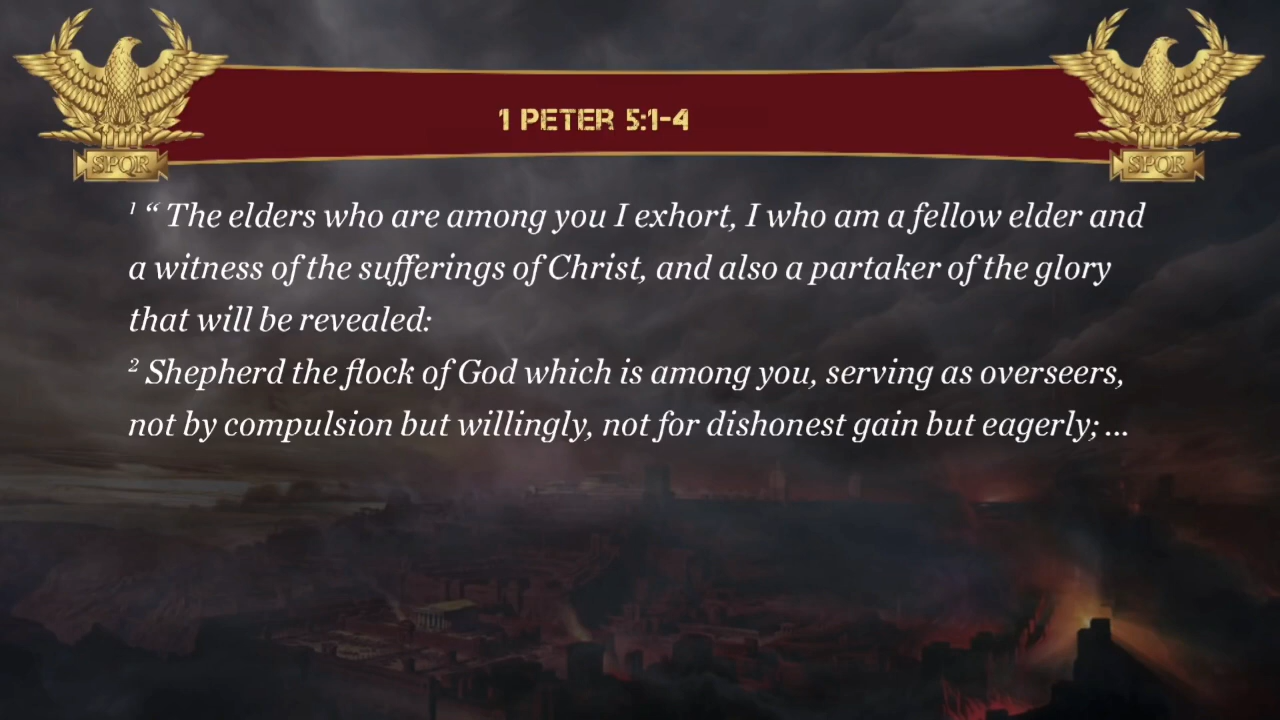 1 PETER 5:1-4
SPQR SPQR
¹ “ The elders who are among you I exhort, I who am a fellow elder and
a witness of the sufferings of Christ, and also a partaker of the glory
that will be revealed:
² Shepherd the flock of God which is among you, serving as overseers,
not by compulsion but willingly, not for dishonest gain but eagerly; ...